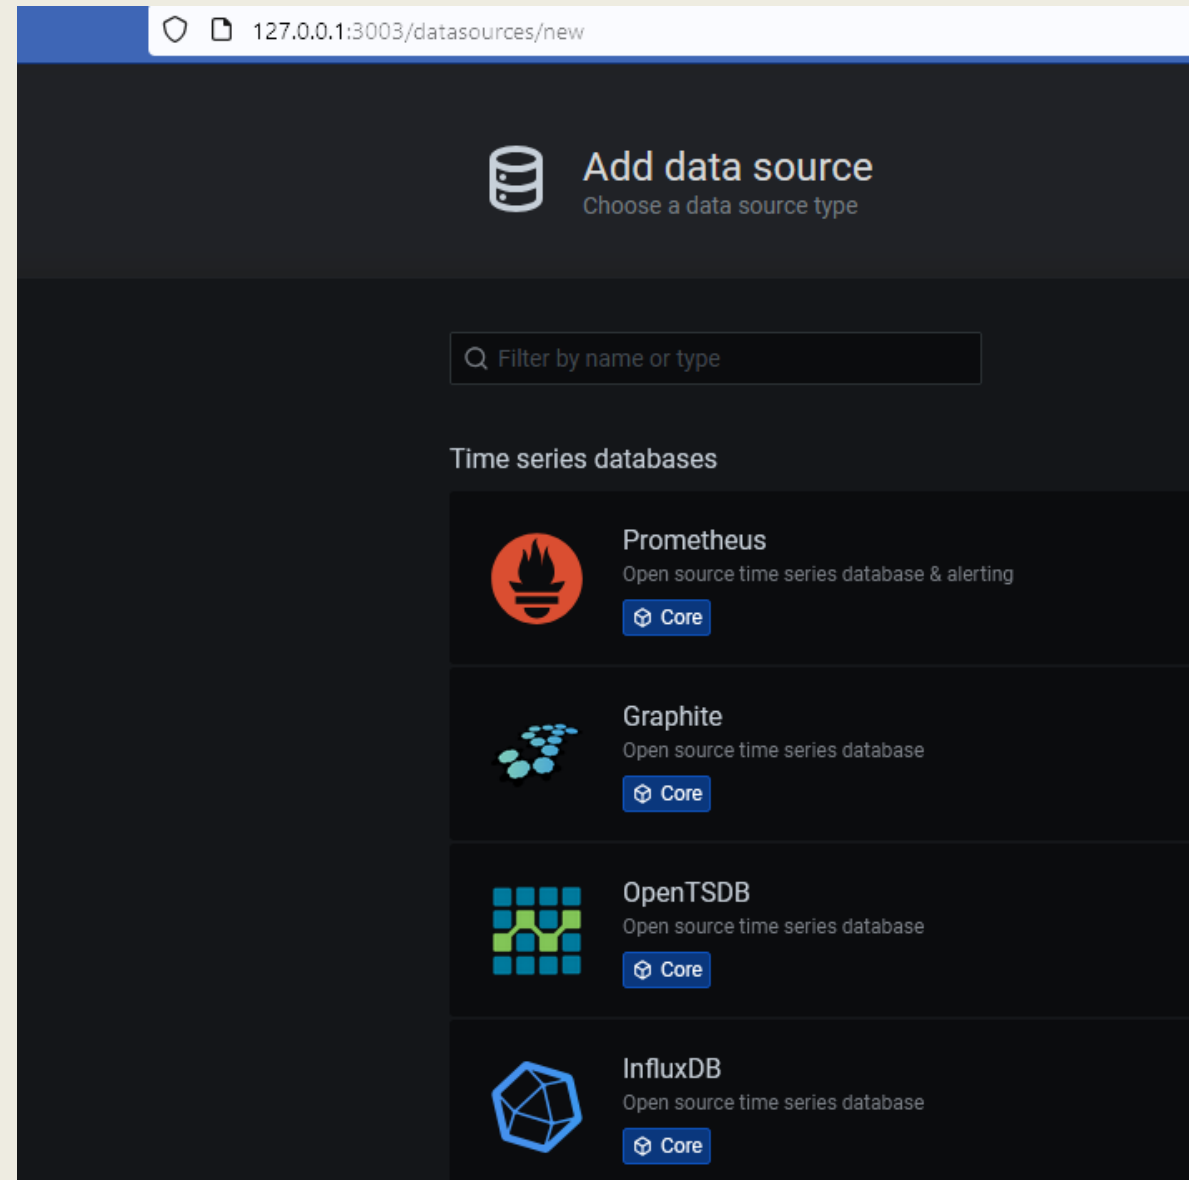 127.0.0.1:3003/datasources/new
Add data source
Choose a data source type
Filter by name or type
Time series databases
Prometheus
Open source time series database & alerting
Core
Graphite
Open source time series database
Core
OpenTSDB
Open source time series database
Core
InfluxDB
Open source time series database
Core